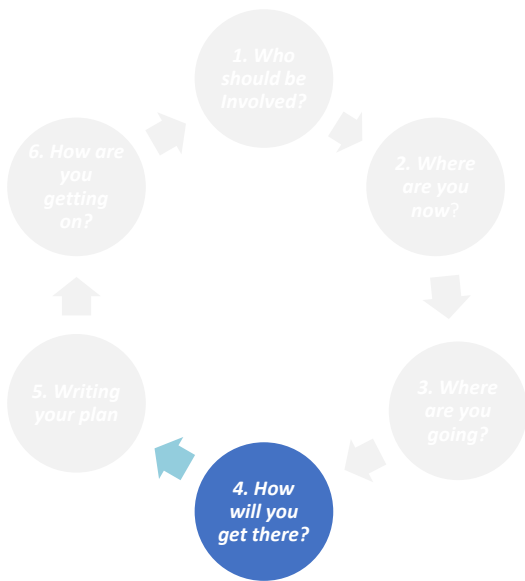 1. Who
should be
Involved?
2. Where
are you
now?
3. Where
are you
going?
4. How
will you
get there?
5. Writing
your plan
6. How are
you
getting
on?